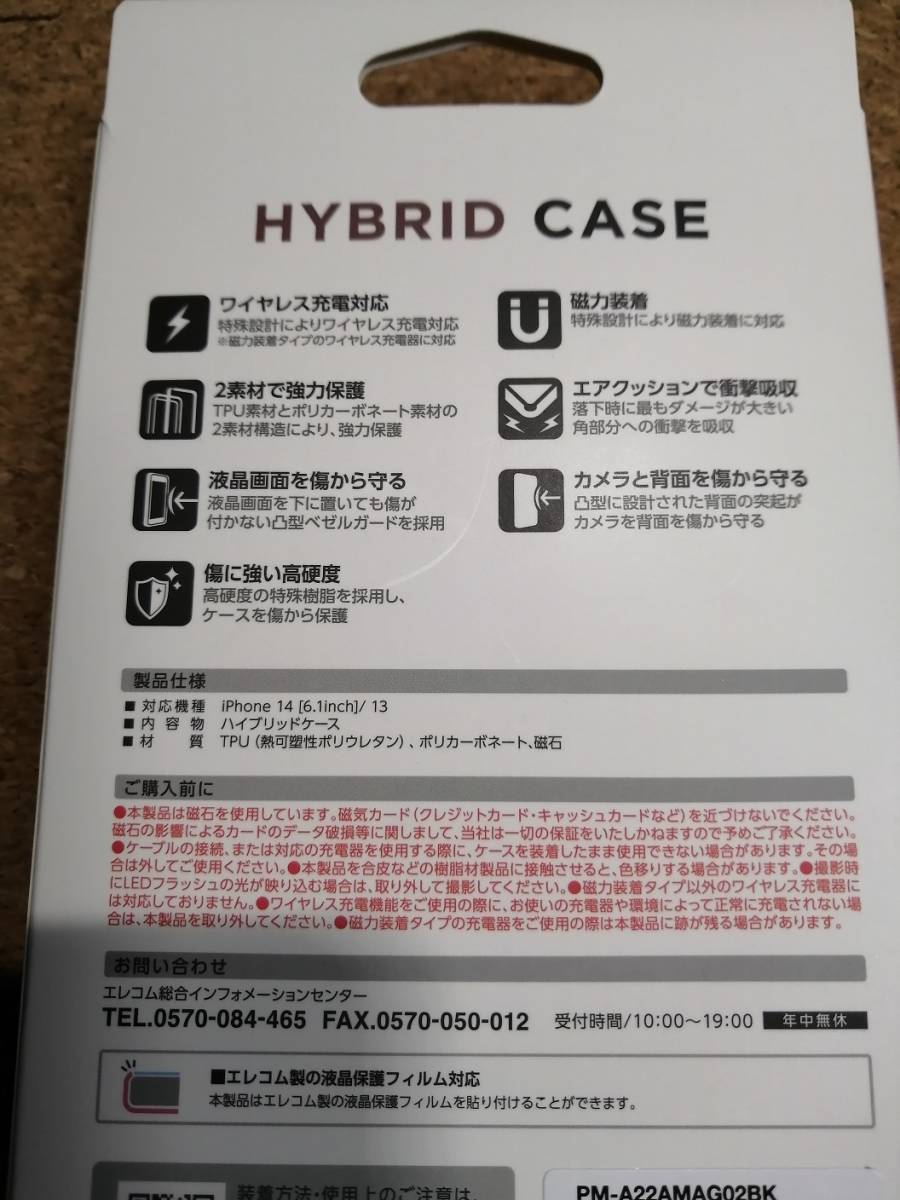 HYBRID CASE
ワイヤレス充電対応
特殊設計によりワイヤレス充電対応
※磁力装着タイプのワイヤレス充電器に対応
磁力装着
特殊設計により磁力装着に対応
2素材で強力保護
TPU素材とポリカーボネート素材の
2素材構造により、強力保護
エアクッションで衝撃吸収
落下時に最もダメージが大きい
角部分への衝撃を吸収
液晶画面を傷から守る
液晶画面を下に置いても傷が
付かない凸型ベゼルガードを採用
カメラと背面を傷から守る
凸型に設計された背面の突起が
カメラを背面を傷から守る
傷に強い高硬度
高硬度の特殊樹脂を採用し、
ケースを傷から保護
製品仕様
■ 対応機種 iPhone 14 [6.1inch]/ 13
■ 内容物 ハイブリッドケース
■ 材質 TPU（熱可塑性ポリウレタン）、ポリカーボネート、磁石
ご購入前に
●本製品は磁石を使用しています。磁気カード（クレジットカード・キャッシュカードなど）を近づけないでください。
磁石の影響によるカードのデータ破損等に関しまして、当社は一切の保証をいたしかねますので予めご了承ください。
●ケーブルの接続、または対応の充電器を使用する際に、ケースを装着したまま使用できない場合があります。その場
合は外してご使用ください。●本製品を合皮などの樹脂材製品に接触させると、色移りする場合があります。●撮影時
にLEDフラッシュの光が映り込む場合は、取り外して撮影してください。●磁力装着タイプ以外のワイヤレス充電器に
は対応しておりません。●ワイヤレス充電機能をご使用の際に、お使いの充電器や環境によって正常に充電されない場
合は、本製品を取り外してください。●磁力装着タイプの充電器をご使用の際は本製品に跡が残る場合があります。
お問い合わせ
エレコム総合インフォメーションセンター
TEL.0570-084-465 FAX.0570-050-012 受付時間/10:00〜19:00 年中無休
■エレコム製の液晶保護フィルム対応
本製品はエレコム製の液晶保護フィルムを貼り付けることができます。
装着方法・使用上のご注意は、
PM-A22AMAG02BK